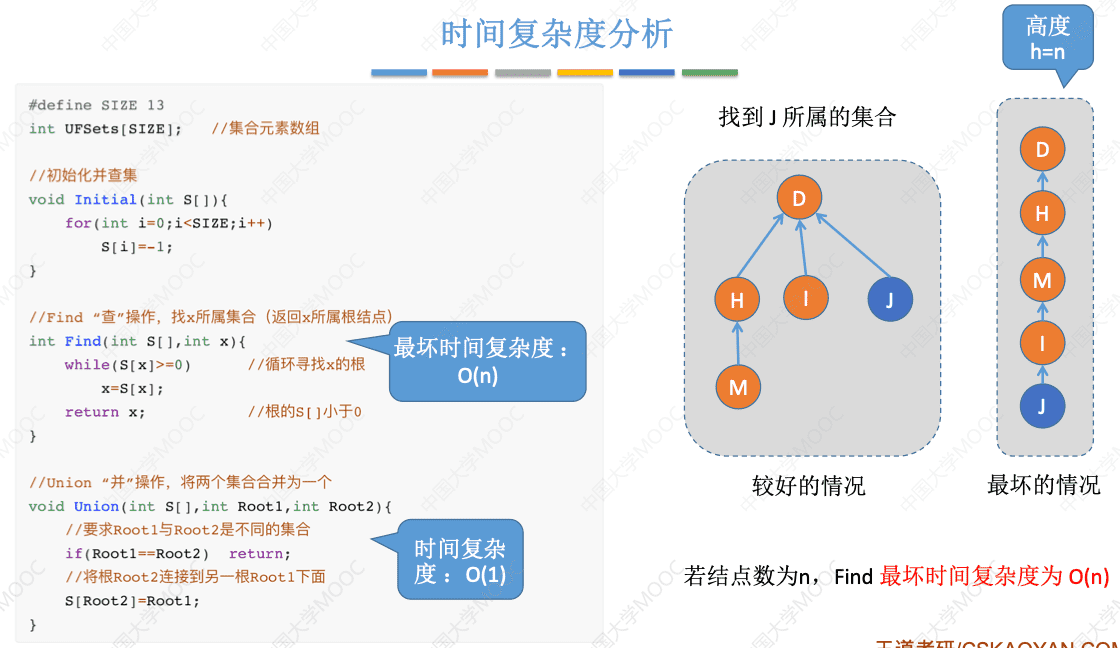 时间复杂度分析
#define SIZE 13
int UFSets[SIZE];   //集合元素数组
//初始化并查集
void Initial(int S[]){
    for(int i=0;i<SIZE;i++)
        S[i]=-1;
}
//Find “查”操作，找x所属集合（返回x所属根结点）
int Find(int S[],int x){
    while(S[x]>=0)      //循环寻找x的根
        x=S[x];
    return x;           //根的S[]小于0
}
最坏时间复杂度：
O(n)
//Union “并”操作，将两个集合合并为一个
void Union(int S[],int Root1,int Root2){
    //要求Root1与Root2是不同的集合
    if(Root1==Root2)  return;
    //将根Root2连接到另一根Root1下面
    S[Root2]=Root1;
}
时间复杂
度：O(1)
找到 J 所属的集合
D
H
I
J
M
较好的情况
高度
h=n
D
H
M
I
J
最坏的情况
若结点数为n，Find 最坏时间复杂度为 O(n)
王道考研/CSKAOYAN.COM
中国大学MOOC